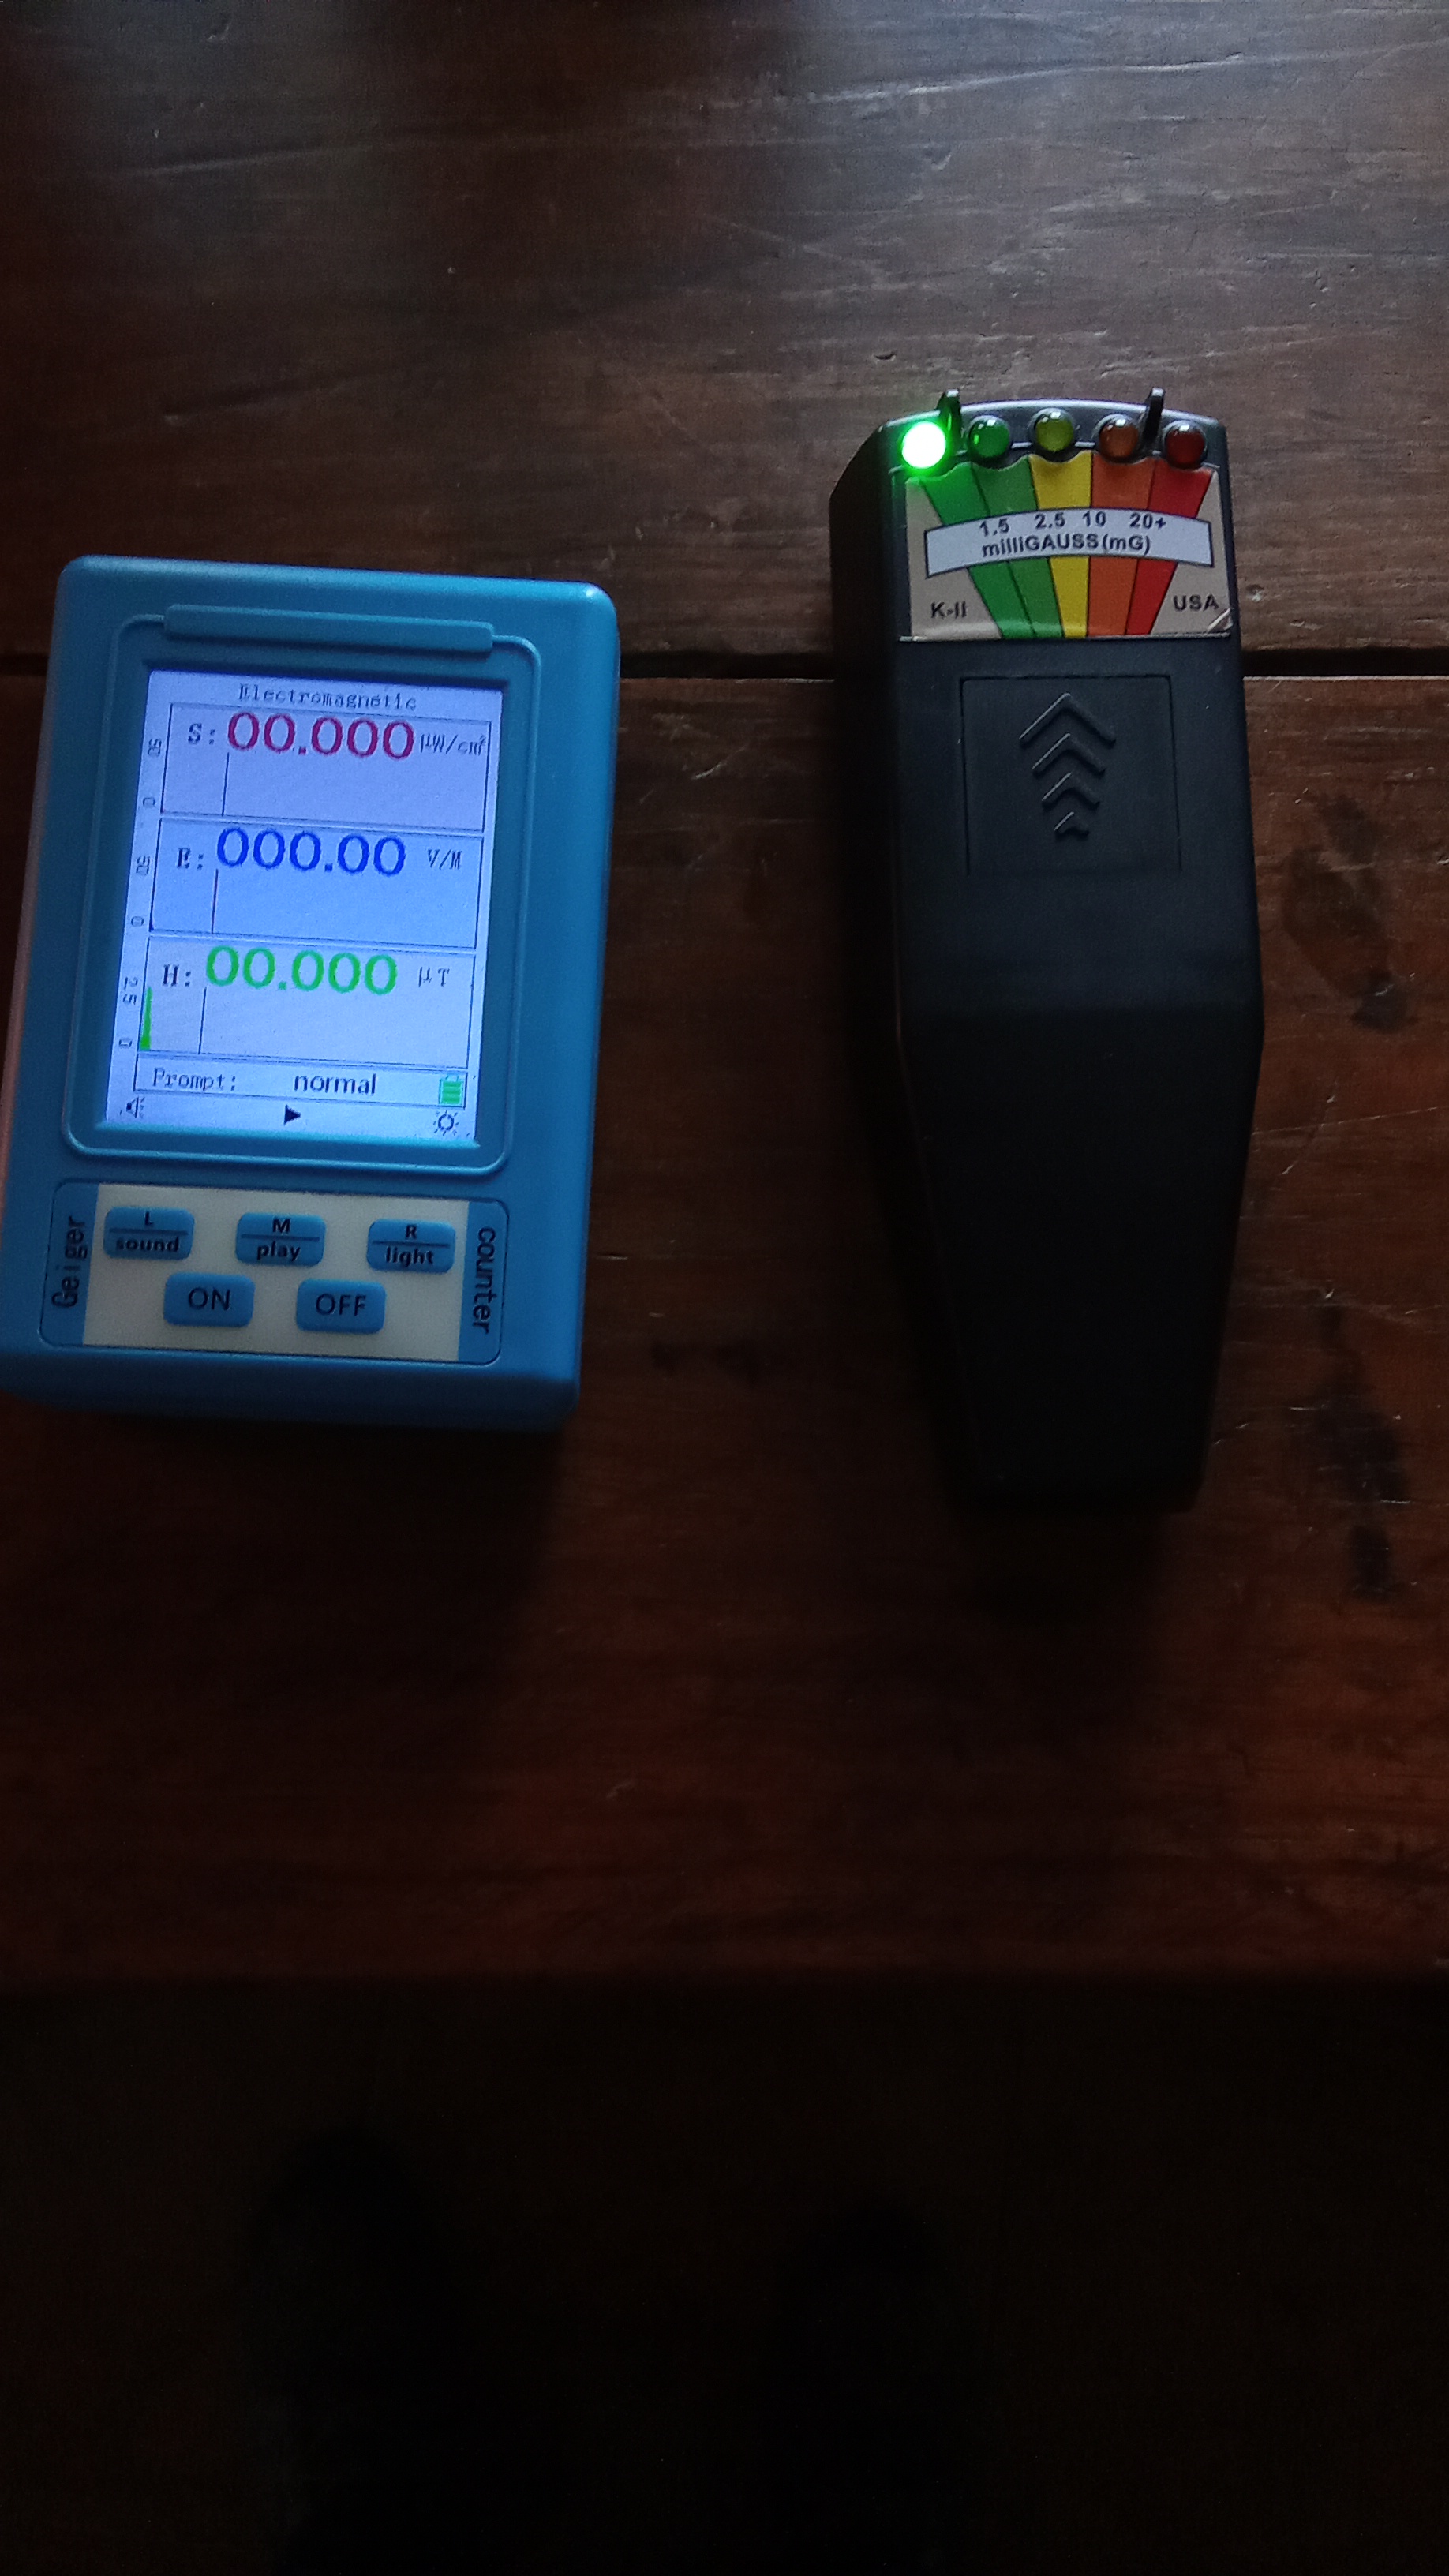 Electromagnetic
S: 00.000 μW/cm²
50
0
E: 000.00 V/M
50
0
H: 00.000 μT
2.5
0
Prompt: normal
Geiger
L
sound
M
play
R
light
counter
ON
OFF
1.5 2.5 10 20+
milliGAUSS(mG)
K-II
USA